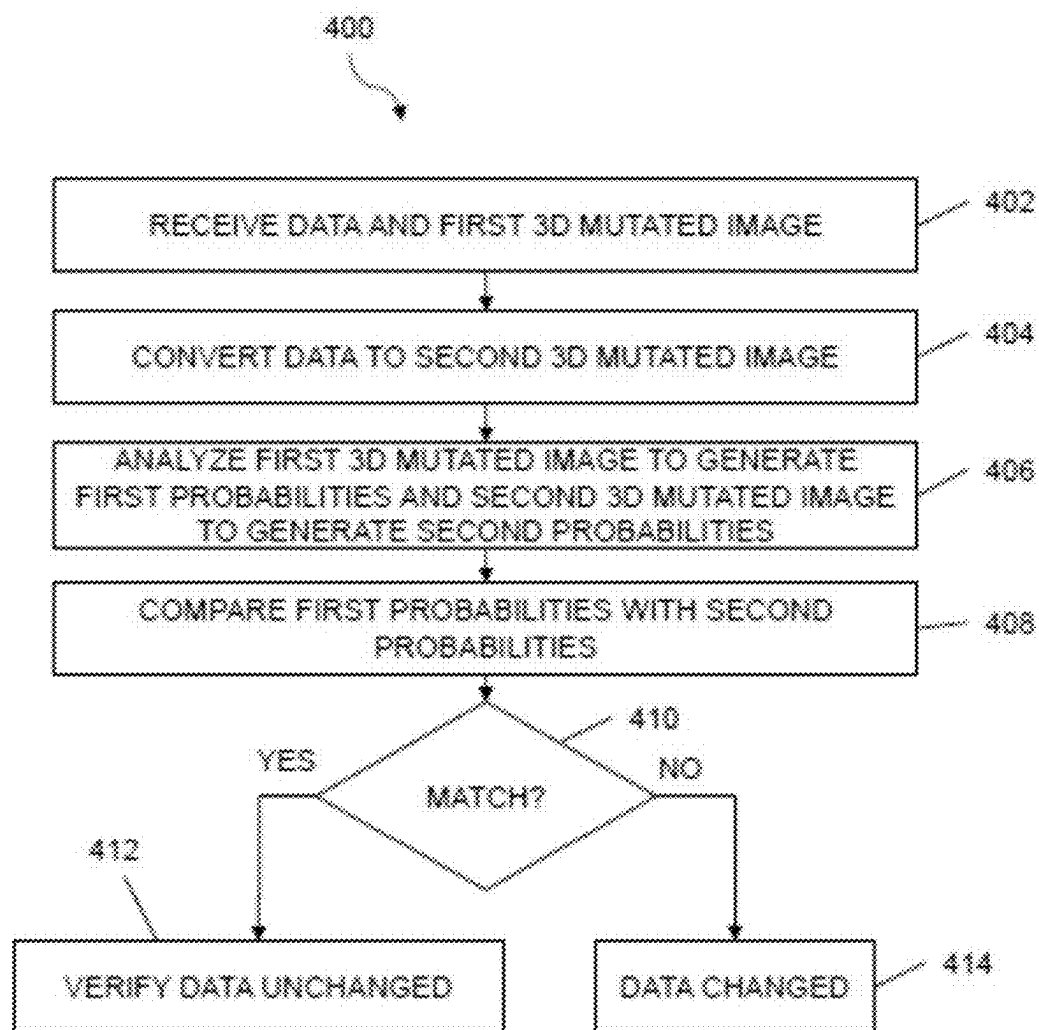 400
RECEIVE DATA AND FIRST 3D MUTATED IMAGE
402
CONVERT DATA TO SECOND 3D MUTATED IMAGE
404
ANALYZE FIRST 3D MUTATED IMAGE TO GENERATE
FIRST PROBABILITIES AND SECOND 3D MUTATED IMAGE
TO GENERATE SECOND PROBABILITIES
406
COMPARE FIRST PROBABILITIES WITH SECOND
PROBABILITIES
408
410
YES
NO
MATCH?
412
VERIFY DATA UNCHANGED
DATA CHANGED
414